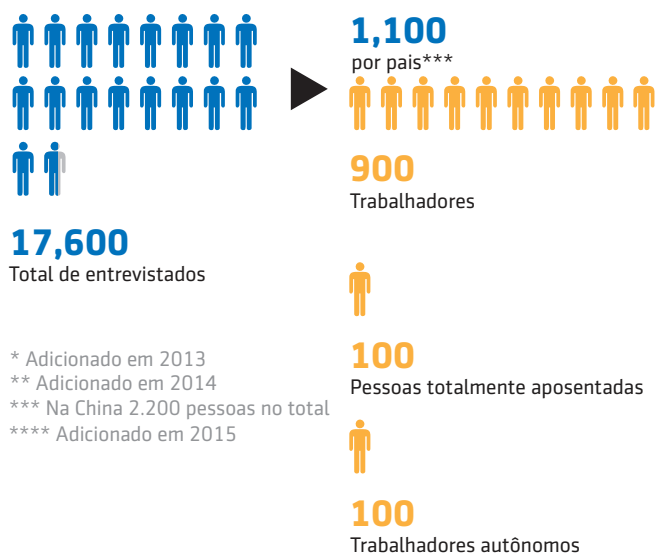 17,600
Total de entrevistados
* Adicionado em 2013
** Adicionado em 2014
*** Na China 2.200 pessoas no total
**** Adicionado em 2015
1,100
por pais***
900
Trabalhadores
100
Pessoas totalmente aposentadas
100
Trabalhadores autônomos